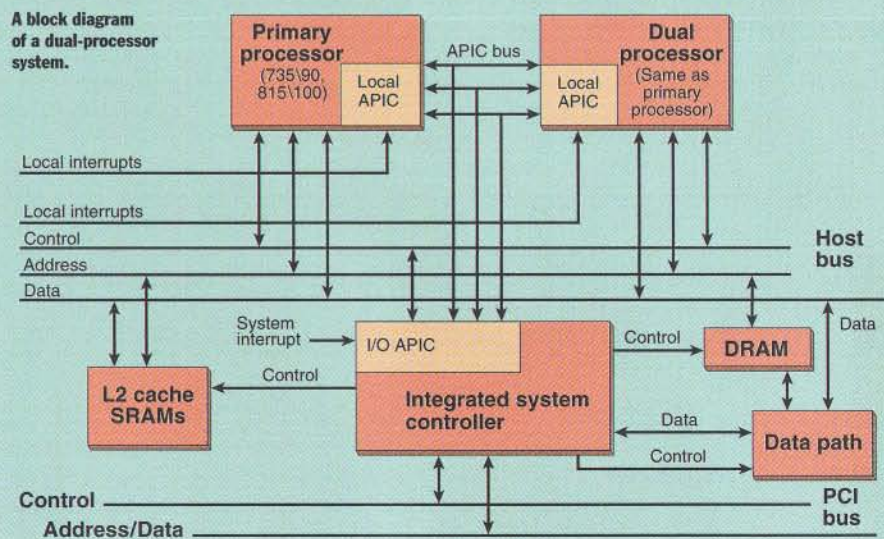 A block diagram
of a dual-processor
system.
Primary
processor
(735\90,
815\100)
Local
APIC
APIC bus
Dual
processor
(Same as
primary
processor)
Local
APIC
Local interrupts
Local interrupts
Control
Address
Data
Host
bus
System
interrupt
I/O APIC
Integrated system
controller
Control
L2 cache
SRAMs
Control
DRAM
Data
Data
Control
Data path
Control
Address/Data
PCI
bus